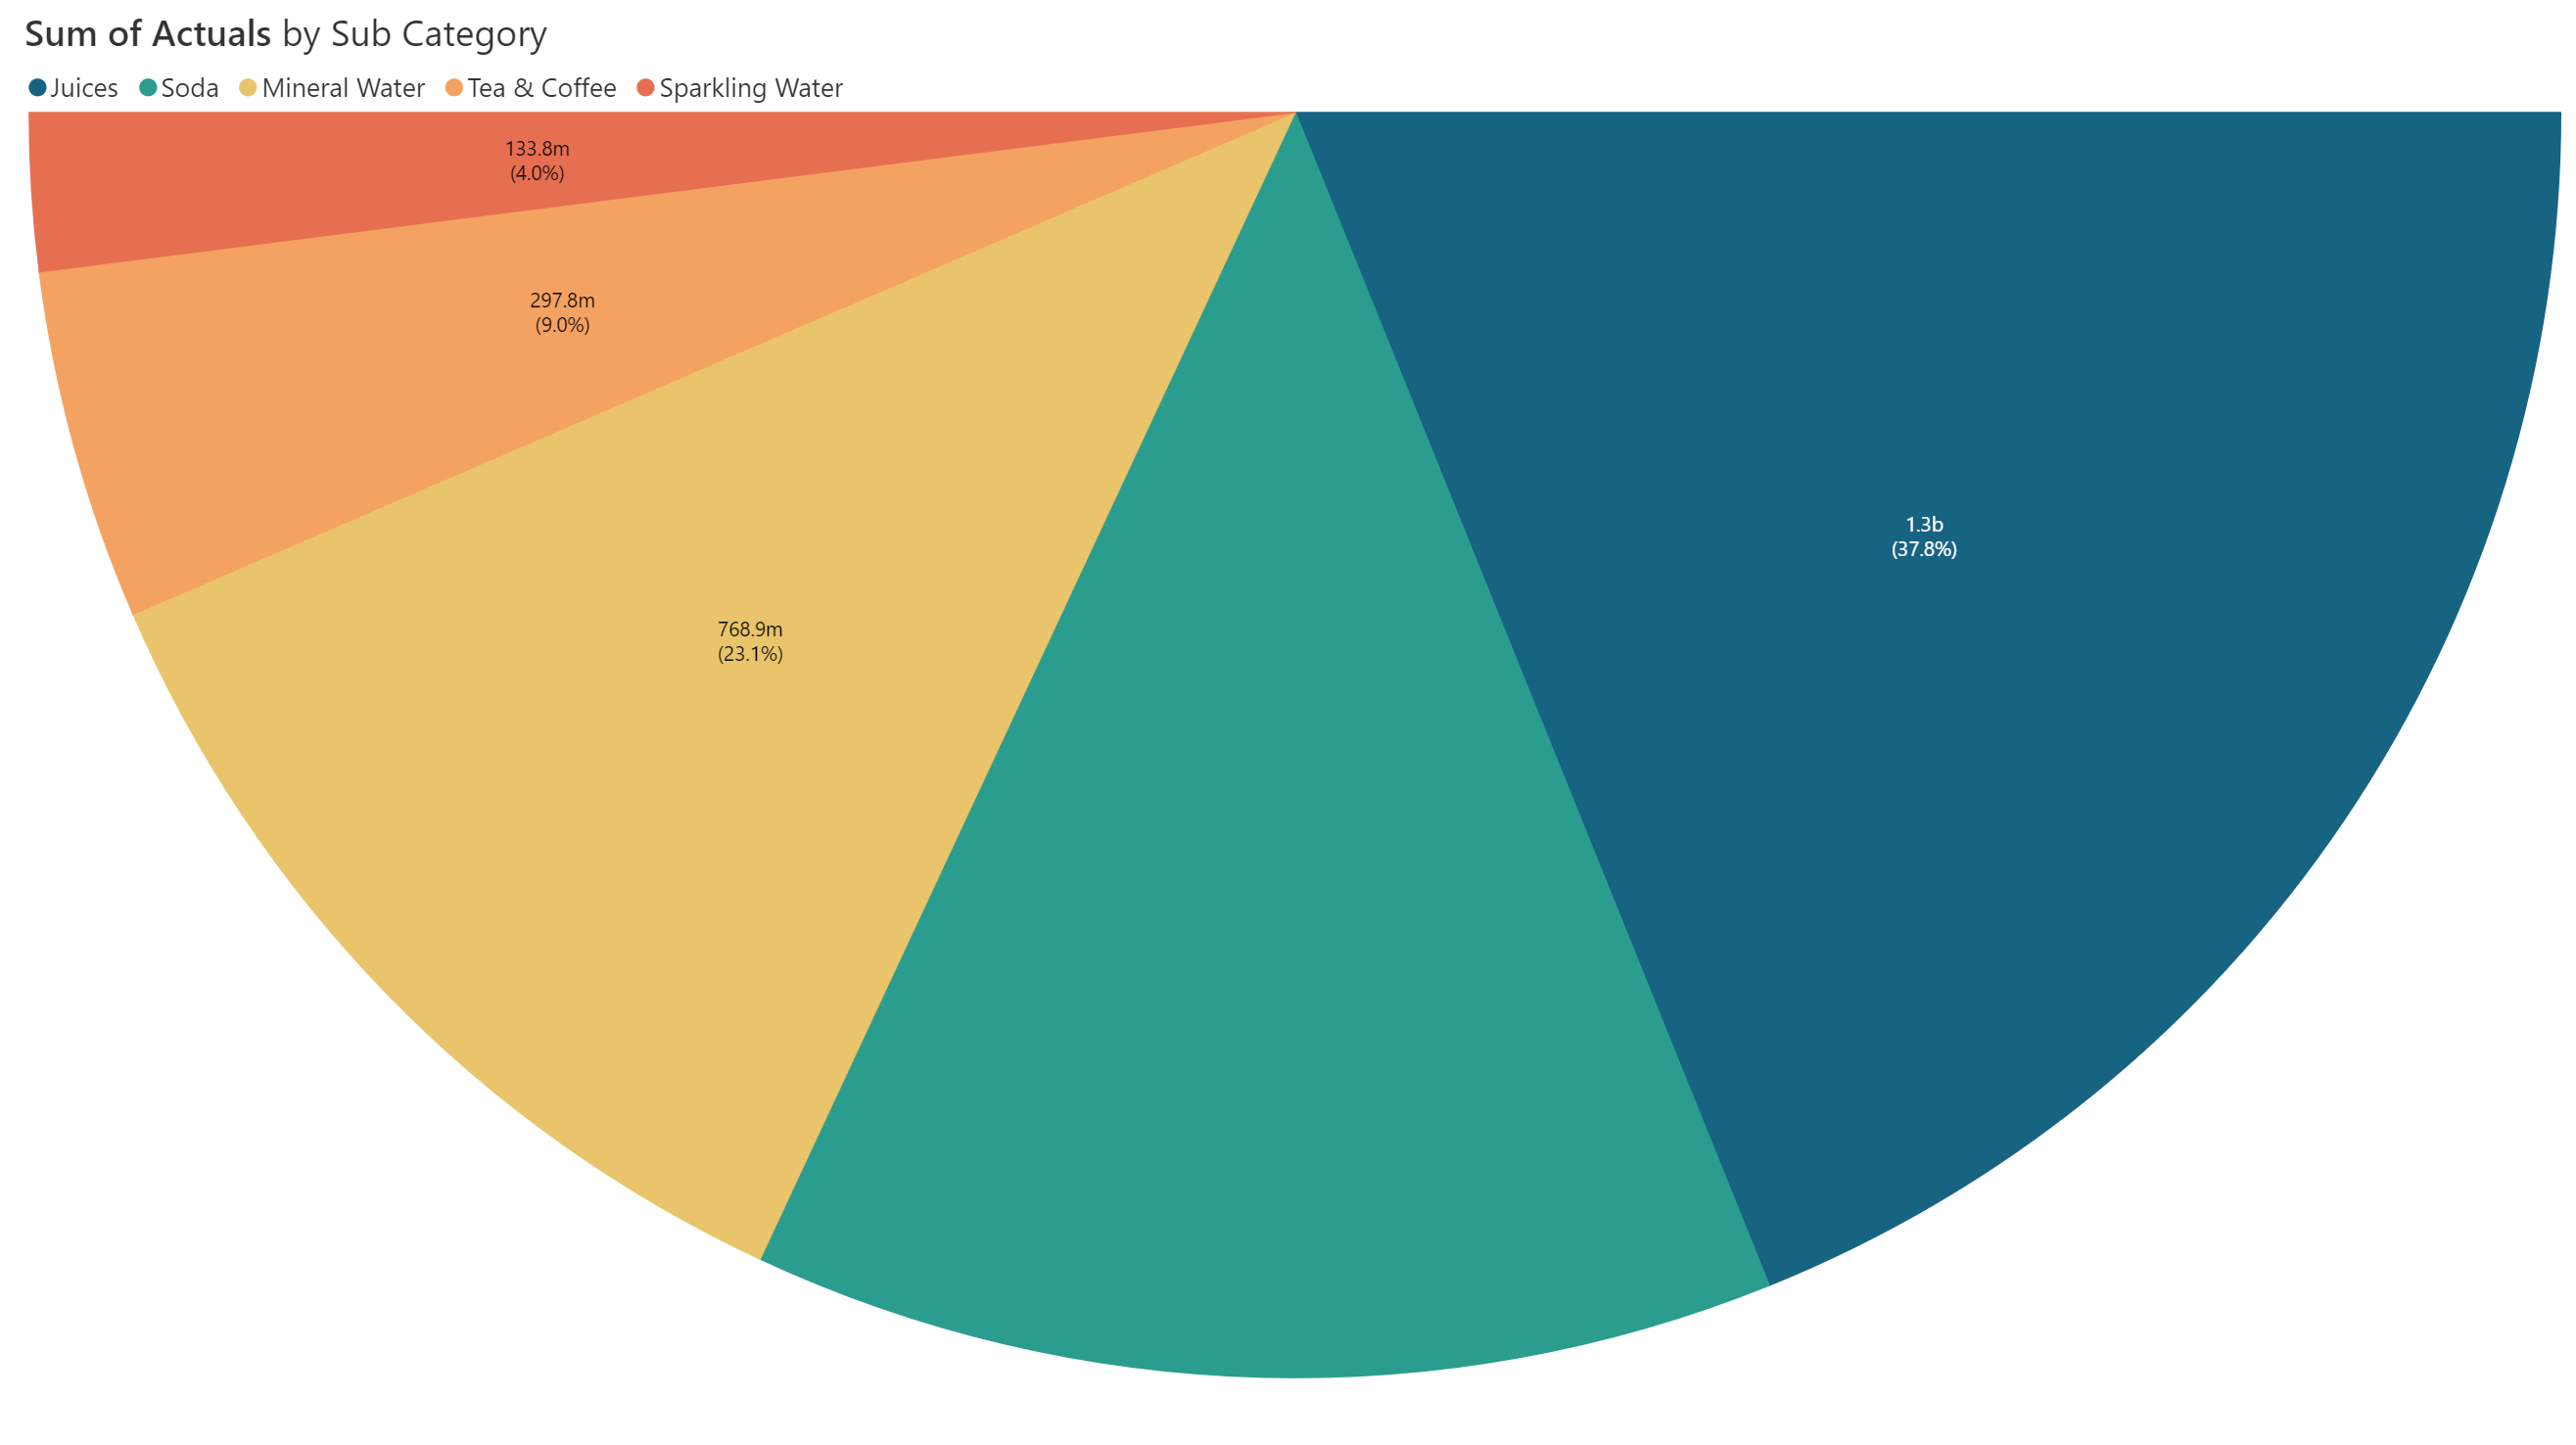 Sum of Actuals by Sub Category
Juices Soda Mineral Water Tea & Coffee Sparkling Water
133.8m
(4.0%)
297.8m
(9.0%)
1.3b
(37.8%)
768.9m
(23.1%)